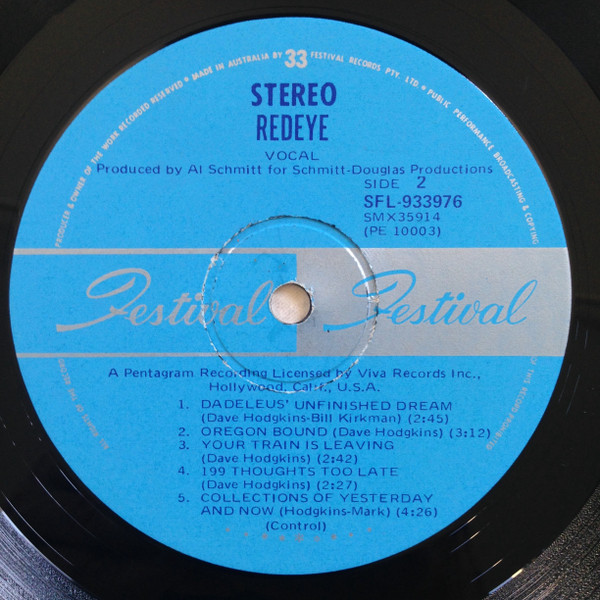 PRODUCER & OWNER OF THE WORK RECORDED RESERVED ★ MADE IN AUSTRALIA BY 33 FESTIVAL RECORDS PTY. LTD ★ PUBLIC PERFORMANCE BROADCASTING & COPYING
STEREO
REDEYE
VOCAL
Produced by Al Schmitt for Schmitt-Douglas Productions
SIDE 2
SFL-933976
SMX35914
(PE 10003)
Festival Festival
A Pentagram Recording Licensed by Viva Records Inc.,
Hollywood, Calif., U.S.A.
1. DADELEUS' UNFINISHED DREAM
(Dave Hodgkins-Bill Kirkman) (2:45)
2. OREGON BOUND (Dave Hodgkins) (3:12)
3. YOUR TRAIN IS LEAVING
(Dave Hodgkins) (2:42)
4. 199 THOUGHTS TOO LATE
(Dave Hodgkins) (2:27)
5. COLLECTIONS OF YESTERDAY
AND NOW (Hodgkins-Mark) (4:26)
(Control)
OF THIS RECORD PROHIBITED